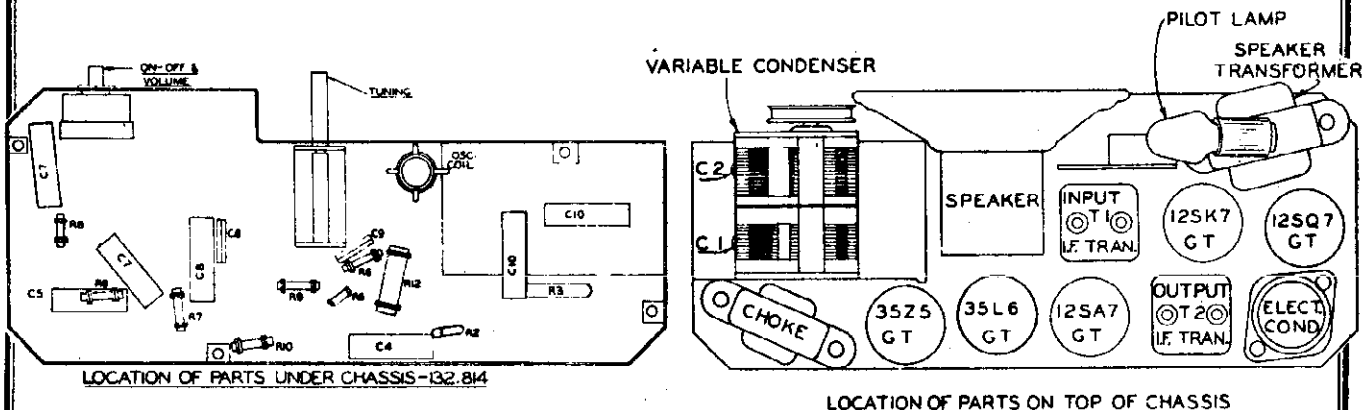 ON-OFF &
VOLUME
TUNING
OSC.
COIL
C7
R8
C7
C8
C8
C9
R6
R12
C10
C10
R3
C5
R9
R7
R9
R6
R10
C4
R2
LOCATION OF PARTS UNDER CHASSIS-132.814
PILOT LAMP
SPEAKER
TRANSFORMER
VARIABLE CONDENSER
C2
C1
SPEAKER
INPUT
T1
I.F. TRAN.
12SK7
GT
12SQ7
GT
CHOKE
35Z5
GT
35L6
GT
12SA7
GT
OUTPUT
T2
I.F. TRAN.
ELECT.
COND.
LOCATION OF PARTS ON TOP OF CHASSIS